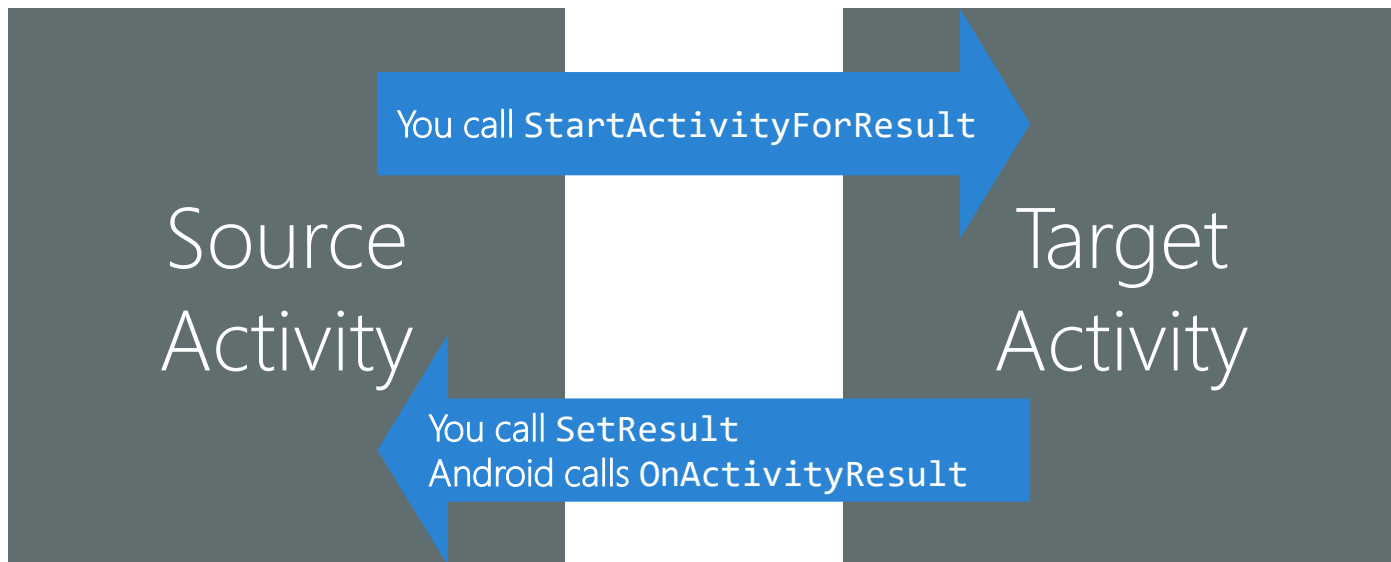 You call StartActivityForResult
Source
Activity
Target
Activity
You call SetResult
Android calls OnActivityResult